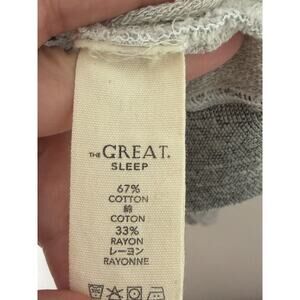 THE GREAT.
SLEEP
67%
COTTON
綿
COTON
33%
RAYON
レーヨン
RAYONNE